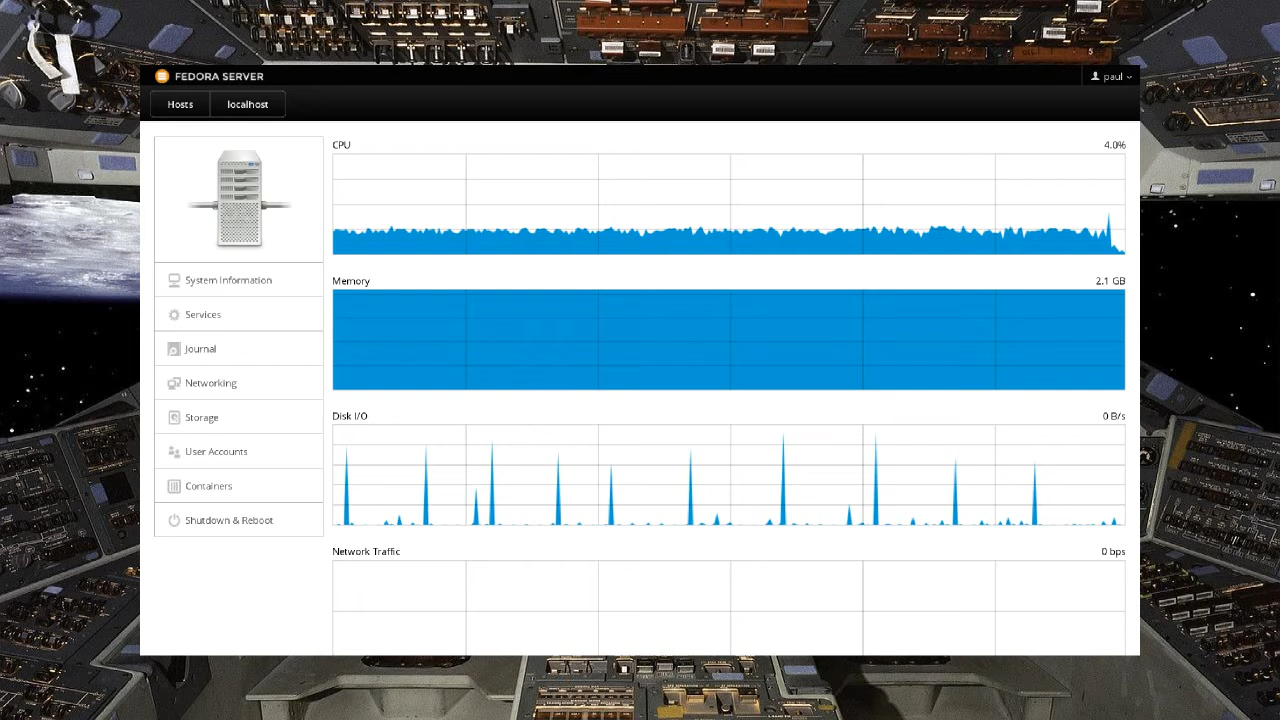 FEDORA SERVER
paul
Hosts
localhost
CPU
4.0%
Memory
2.1 GB
Disk I/O
0 B/s
Network Traffic
0 bps
System Information
Services
Journal
Networking
Storage
User Accounts
Containers
Shutdown & Reboot